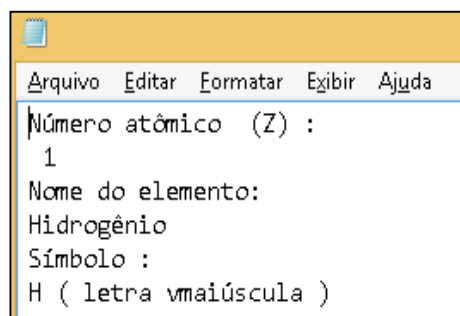 Arquivo Editar Formatar Exibir Ajuda
Número atômico (Z) :
1
Nome do elemento:
Hidrogênio
Símbolo :
H ( letra vmaiúscula )